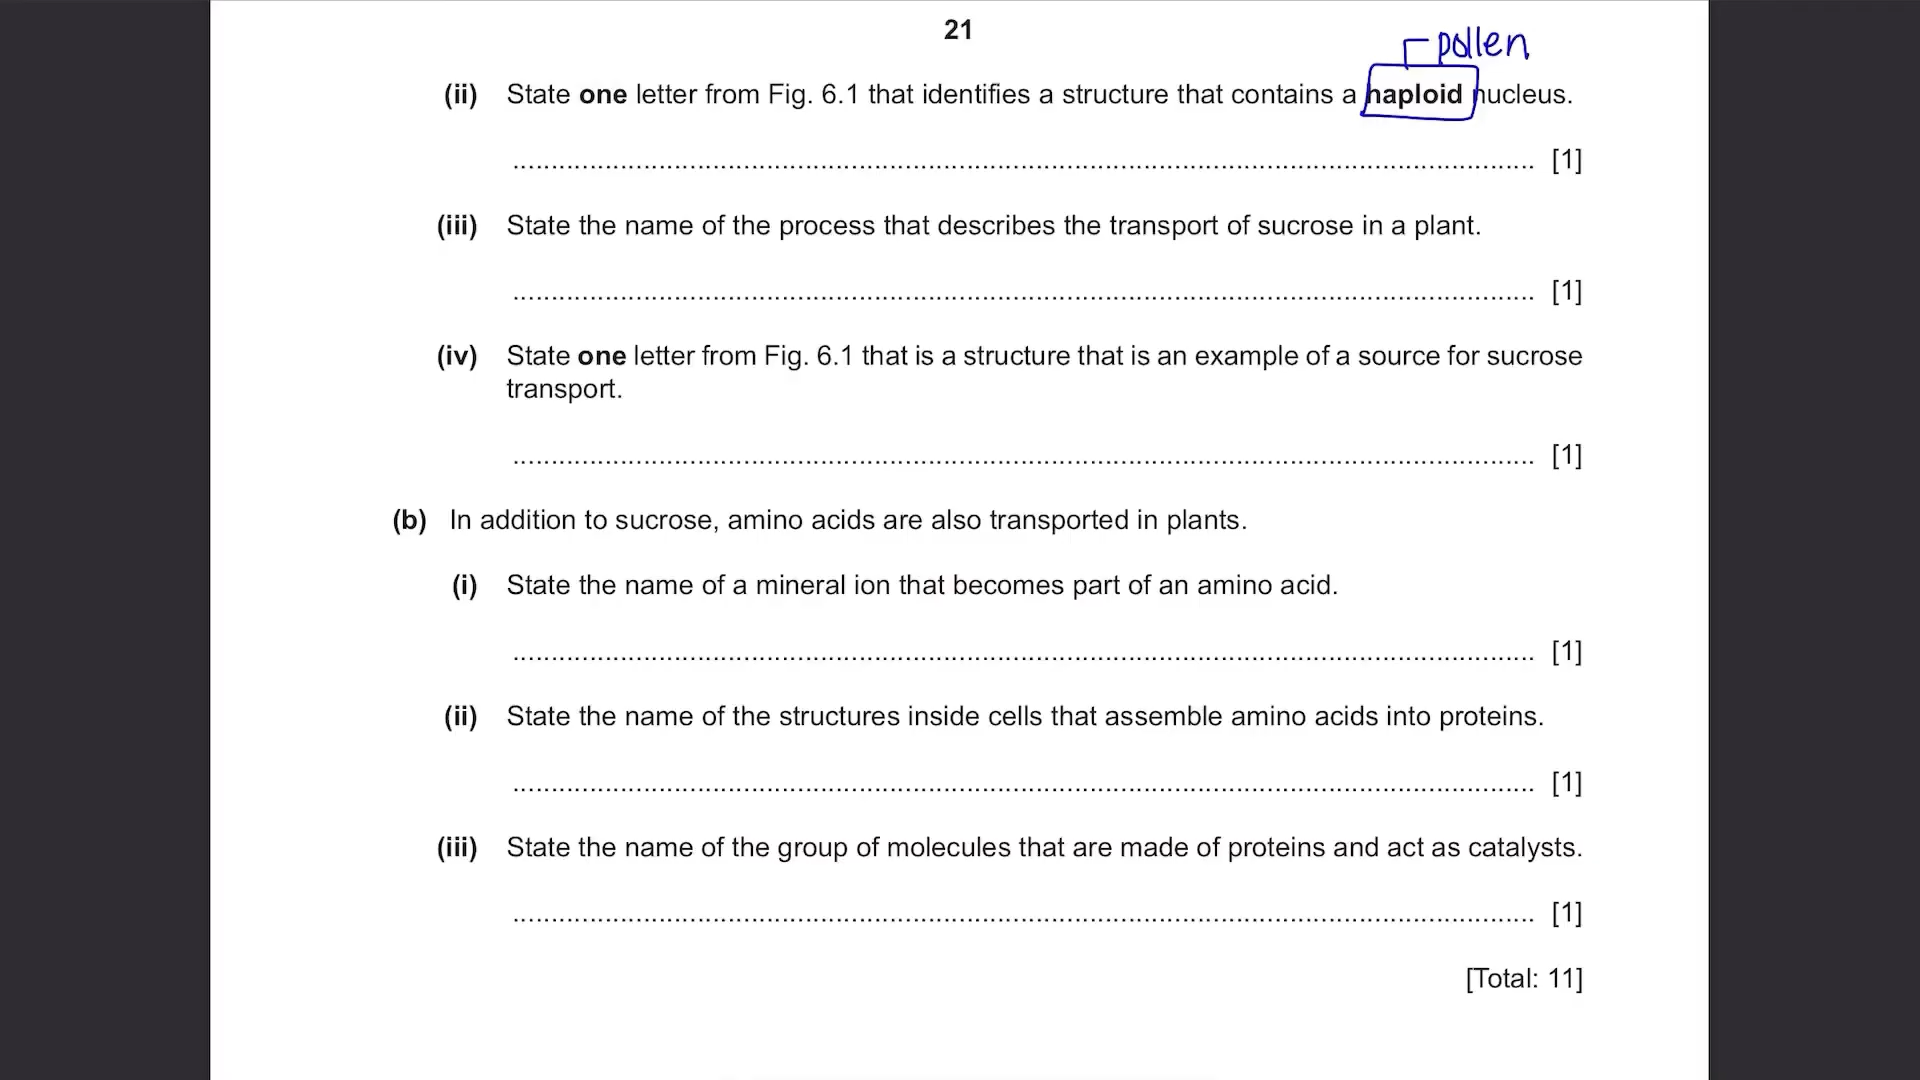 21
pollen
(ii) State one letter from Fig. 6.1 that identifies a structure that contains a haploid nucleus.
.......................................................................................................................................... [1]
(iii) State the name of the process that describes the transport of sucrose in a plant.
.......................................................................................................................................... [1]
(iv) State one letter from Fig. 6.1 that is a structure that is an example of a source for sucrose
transport.
.......................................................................................................................................... [1]
(b) In addition to sucrose, amino acids are also transported in plants.
(i) State the name of a mineral ion that becomes part of an amino acid.
.......................................................................................................................................... [1]
(ii) State the name of the structures inside cells that assemble amino acids into proteins.
.......................................................................................................................................... [1]
(iii) State the name of the group of molecules that are made of proteins and act as catalysts.
.......................................................................................................................................... [1]
[Total: 11]